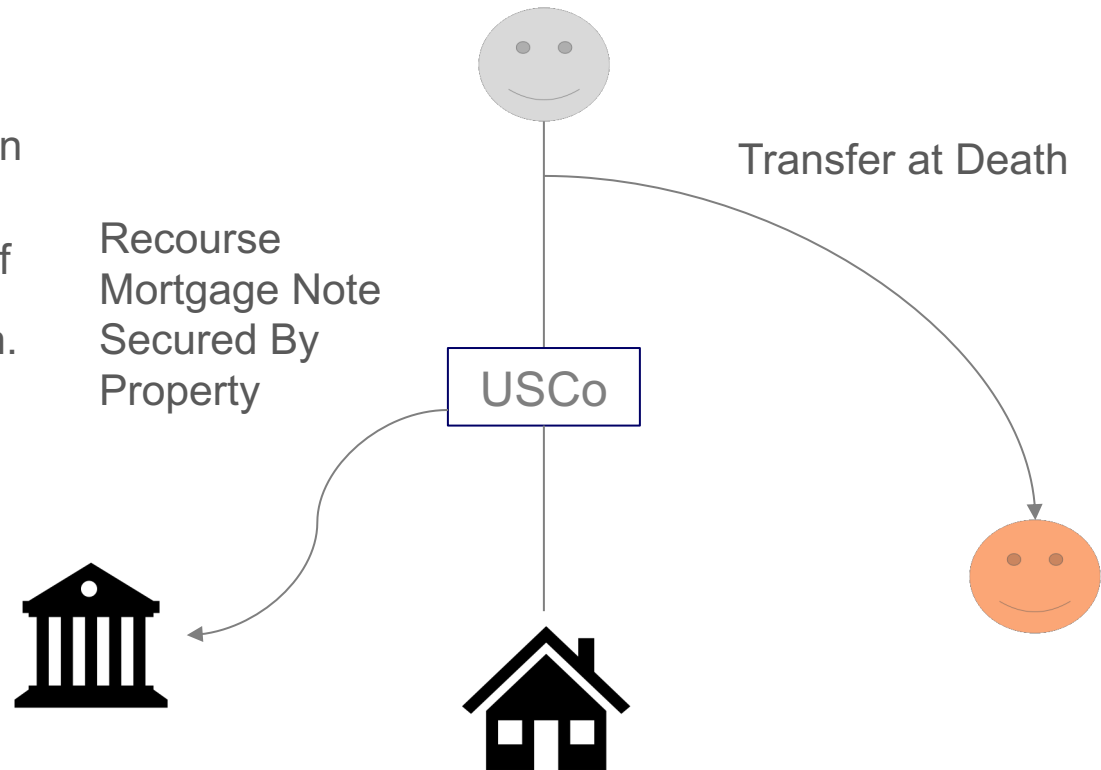 n
f
n.
Recourse
Mortgage Note
Secured By
Property
Transfer at Death
USCo